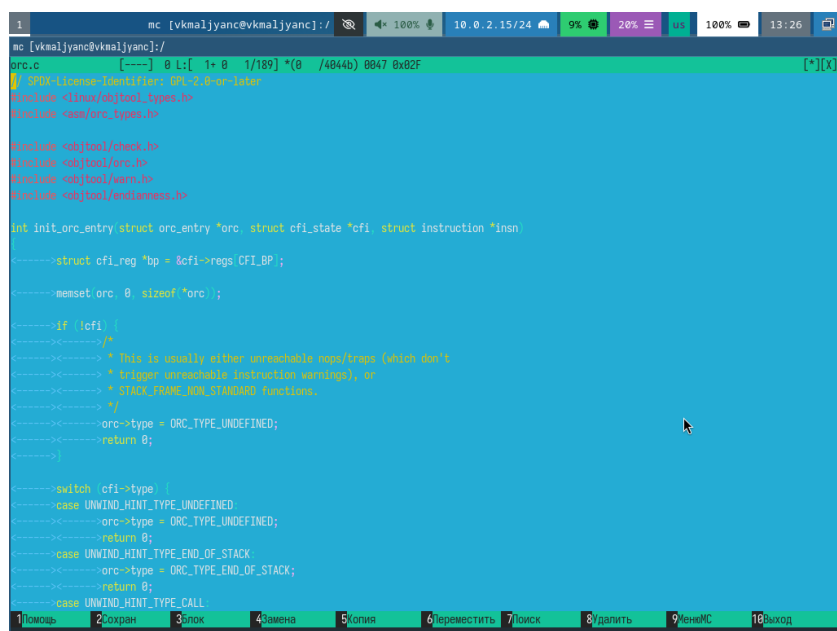 1 mc [vkmaljyanc@vkmaljyanc]:/ 100% 10.0.2.15/24 9% 20% us 100% 13:26
mc [vkmaljyanc@vkmaljyanc]:/
orc.c [----] 0 L:[ 1+ 0 1/189] *(0 /4044b) 0047 0x02F [*][X]
// SPDX-License-Identifier: GPL-2.0-or-later
#include <linux/objtool_types.h>
#include <asm/orc_types.h>
#include <objtool/check.h>
#include <objtool/orc.h>
#include <objtool/warn.h>
#include <objtool/endianness.h>
int init_orc_entry(struct orc_entry *orc, struct cfi_state *cfi, struct instruction *insn)
{
<------>struct cfi_reg *bp = &cfi->regs[CFI_BP];
<------>memset(orc, 0, sizeof(*orc));
<------>if (!cfi) {
<------><------>/*
<------><------> * This is usually either unreachable nops/traps (which don't
<------><------> * trigger unreachable instruction warnings), or
<------><------> * STACK_FRAME_NON_STANDARD functions.
<------><------> */
<------><------>orc->type = ORC_TYPE_UNDEFINED;
<------><------>return 0;
<------>}
<------>switch (cfi->type) {
<------>case UNWIND_HINT_TYPE_UNDEFINED:
<------><------>orc->type = ORC_TYPE_UNDEFINED;
<------><------>return 0;
<------>case UNWIND_HINT_TYPE_END_OF_STACK:
<------><------>orc->type = ORC_TYPE_END_OF_STACK;
<------><------>return 0;
<------>case UNWIND_HINT_TYPE_CALL:
1Помощь 2Сохран 3Блок 4Замена 5Копия 6Переместить 7Поиск 8Удалить 9МенюМС 10Выход